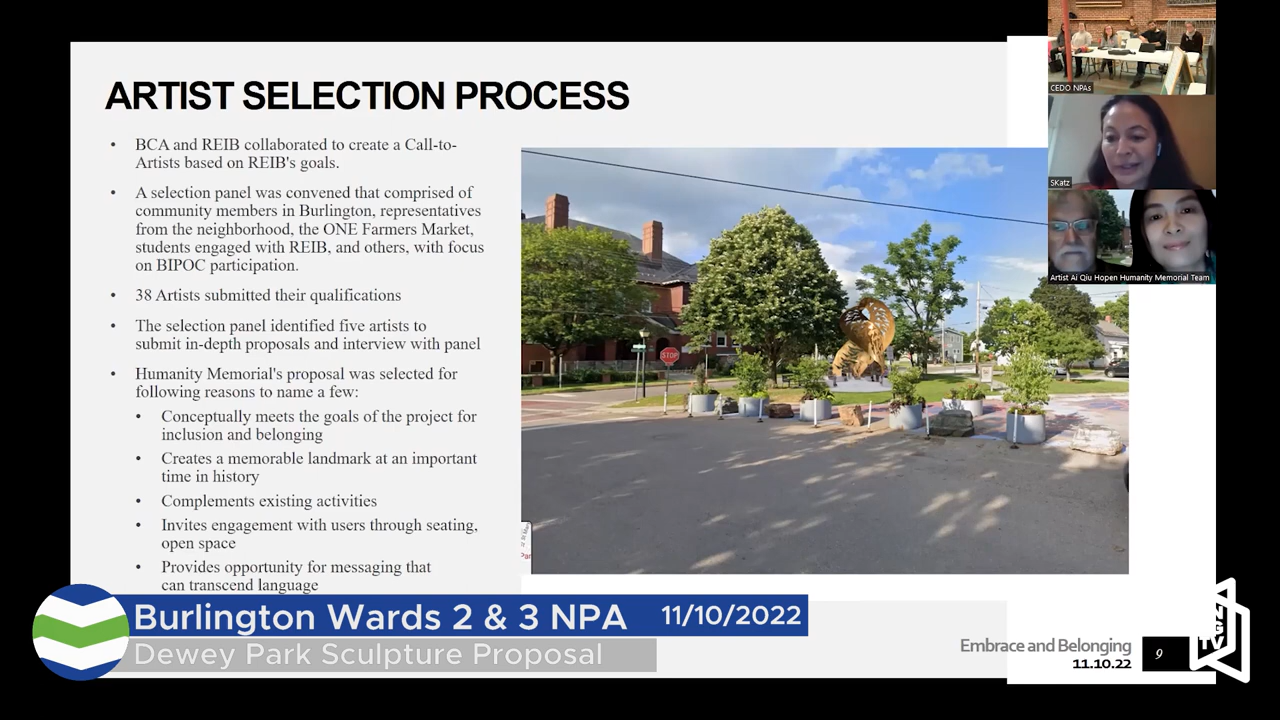 ARTIST SELECTION PROCESS
• BCA and REIB collaborated to create a Call-to-
Artists based on REIB's goals.
• A selection panel was convened that comprised of
community members in Burlington, representatives
from the neighborhood, the ONE Farmers Market,
students engaged with REIB, and others, with focus
on BIPOC participation.
• 38 Artists submitted their qualifications
• The selection panel identified five artists to
submit in-depth proposals and interview with panel
• Humanity Memorial's proposal was selected for
following reasons to name a few:
• Conceptually meets the goals of the project for
inclusion and belonging
• Creates a memorable landmark at an important
time in history
• Complements existing activities
• Invites engagement with users through seating,
open space
• Provides opportunity for messaging that
can transcend language
STOP
CEDO NPAs
SKatz
Artist Ai Qiu Hopen Humanity Memorial Team
Burlington Wards 2 & 3 NPA 11/10/2022
Dewey Park Sculpture Proposal
Embrace and Belonging
11.10.22
9